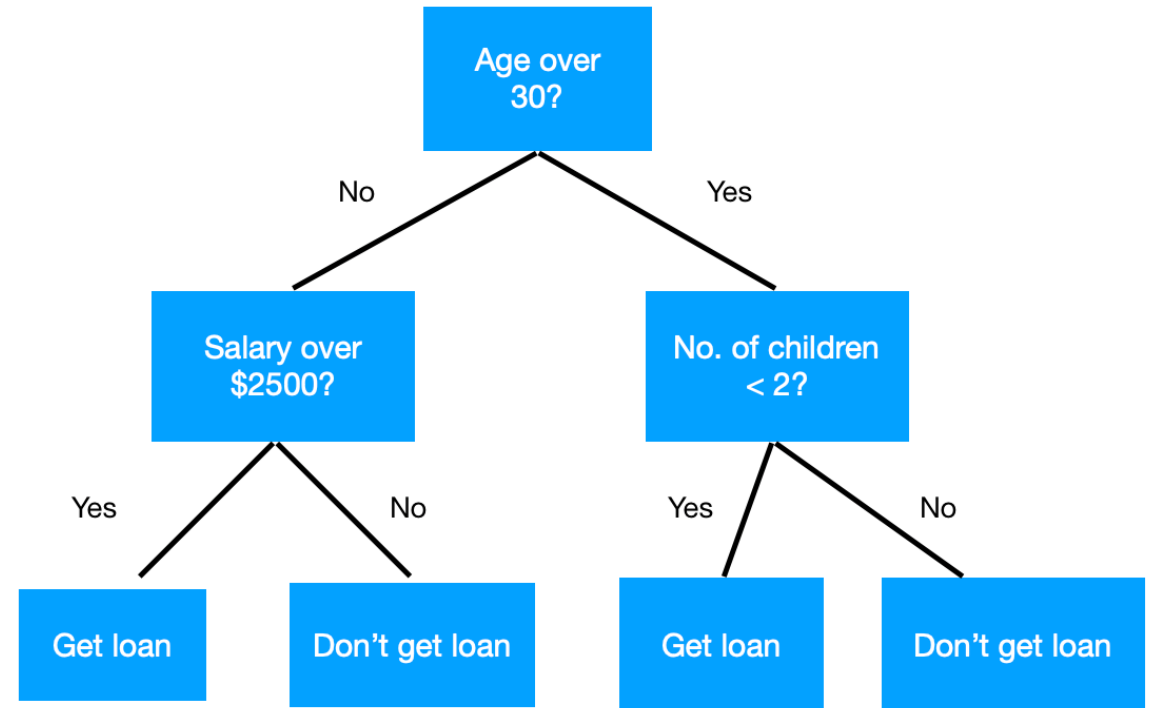 Age over
30?
No
Yes
Salary over
$2500?
No. of children
< 2?
Yes
No
Yes
No
Get loan
Don’t get loan
Get loan
Don’t get loan